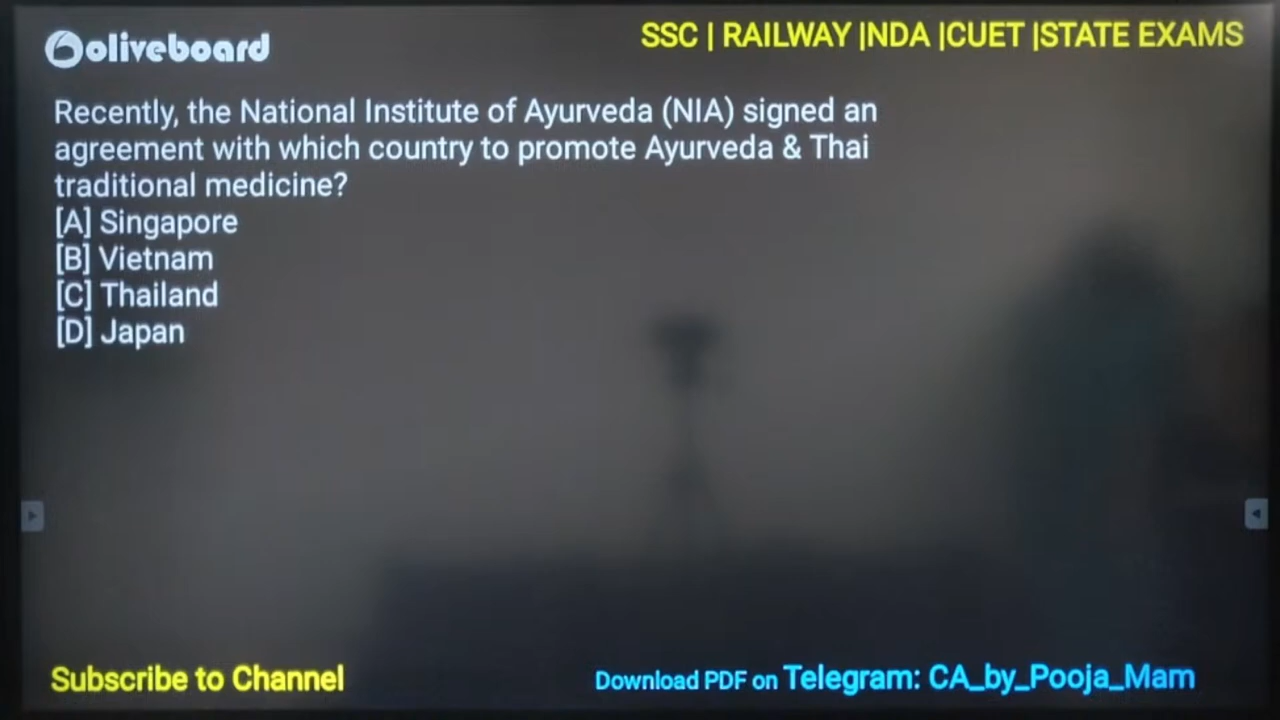 oliveboard
SSC | RAILWAY |NDA |CUET |STATE EXAMS
Recently, the National Institute of Ayurveda (NIA) signed an
agreement with which country to promote Ayurveda & Thai
traditional medicine?
[A] Singapore
[B] Vietnam
[C] Thailand
[D] Japan
Subscribe to Channel
Download PDF on Telegram: CA_by_Pooja_Mam